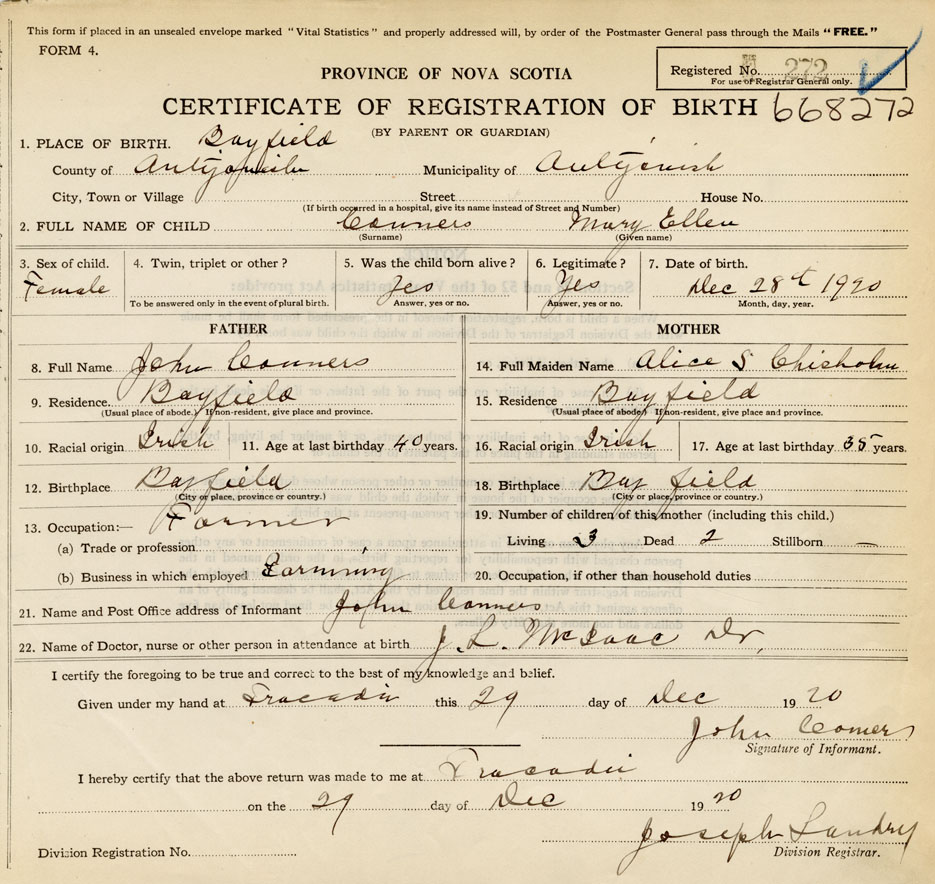 This form if placed in an unsealed envelope marked "Vital Statistics" and properly addressed will, by order of the Postmaster General pass through the Mails "FREE."
FORM 4.
Registered No. 272
For use of Registrar General only.
PROVINCE OF NOVA SCOTIA
CERTIFICATE OF REGISTRATION OF BIRTH 668272
(BY PARENT OR GUARDIAN)
1. PLACE OF BIRTH. Bayfield
County of Antigonish Municipality of Antigonish
City, Town or Village Street House No.
(If birth occurred in a hospital, give its name instead of Street and Number)
2. FULL NAME OF CHILD Conners Mary Ellen
(Surname) (Given name)
3. Sex of child. 4. Twin, triplet or other? 5. Was the child born alive? 6. Legitimate? 7. Date of birth.
Female Yes Yes Dec 28th 1920
To be answered only in the event of plural birth. Answer, yes or no. Answer, yes or no. Month, day, year.
FATHER MOTHER
8. Full Name John Conners 14. Full Maiden Name Alice S Chisholm
9. Residence. Bayfield 15. Residence Bayfield
(Usual place of abode.) If non-resident, give place and province. (Usual place of abode.) If non-resident, give place and province.
10. Racial origin Irish 11. Age at last birthday 40 years. 16. Racial origin Irish 17. Age at last birthday 35 years.
12. Birthplace Bayfield 18. Birthplace Bay field
(City or place, province or country.) (City or place, province or country.)
13. Occupation:— Farmer 19. Number of children of this mother (including this child.)
(a) Trade or profession Living 3 Dead 2 Stillborn —
(b) Business in which employed Farmining 20. Occupation, if other than household duties
21. Name and Post Office address of Informant John Conners
22. Name of Doctor, nurse or other person in attendance at birth J. L. McIsaac Dr,
I certify the foregoing to be true and correct to the best of my knowledge and belief.
Given under my hand at Tracadie this 29 day of Dec 1920
John Conners
Signature of Informant.
I hereby certify that the above return was made to me at Tracadie
on the 29 day of Dec 1920
Joseph Landry
Division Registrar.
Division Registration No.